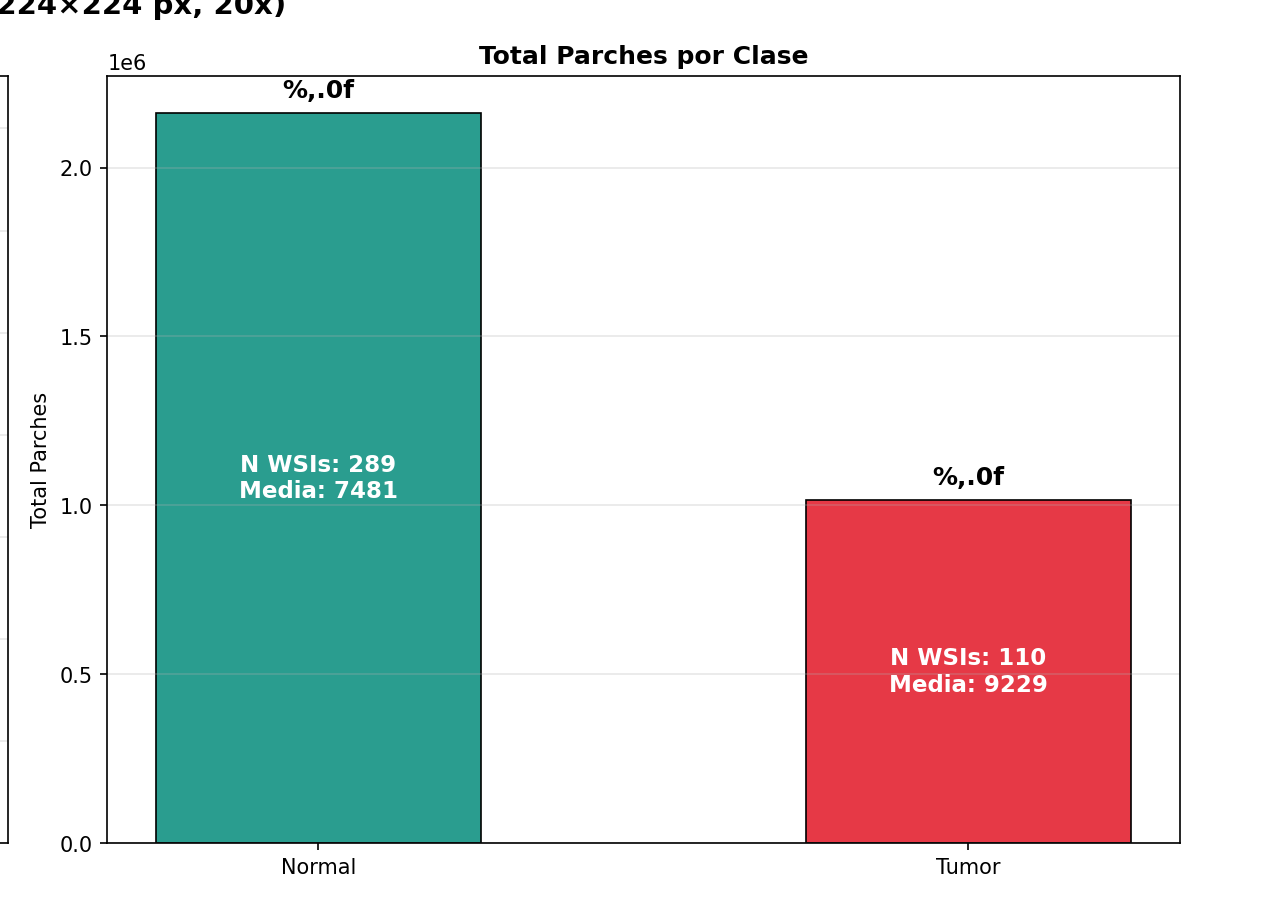 224×224 px, 20x)
Total Parches por Clase
1e6
%,.0f
2.0
1.5
1.0
0.5
0.0
Total Parches
N WSIs: 289
Media: 7481
%,.0f
N WSIs: 110
Media: 9229
Normal
Tumor